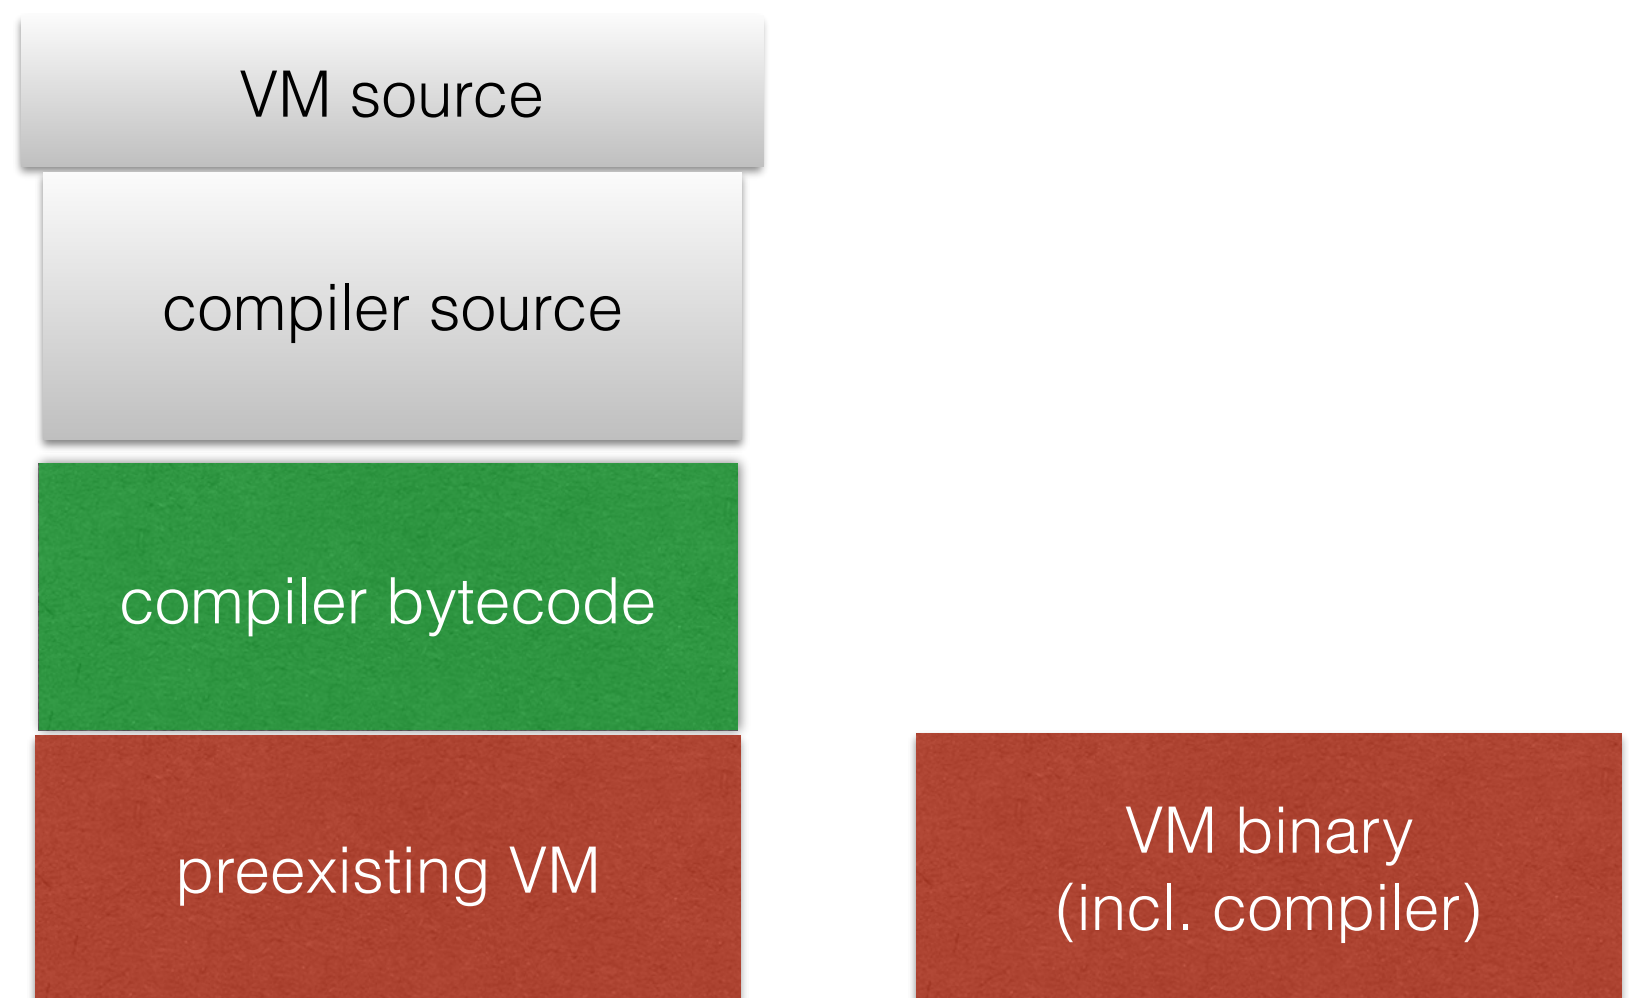 VM source
compiler source
compiler bytecode
preexisting VM
VM binary
(incl. compiler)